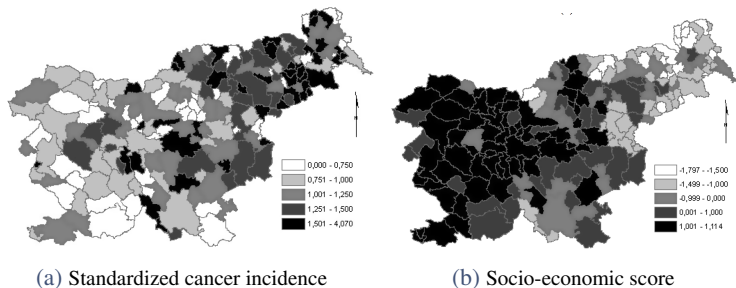 0,000 - 0,750
0,751 - 1,000
1,001 - 1,250
1,251 - 1,500
1,501 - 4,070
-1,797 - -1,500
-1,499 - -1,000
-0,999 - 0,000
0,001 - 1,000
1,001 - 1,114
(a) Standardized cancer incidence
(b) Socio-economic score